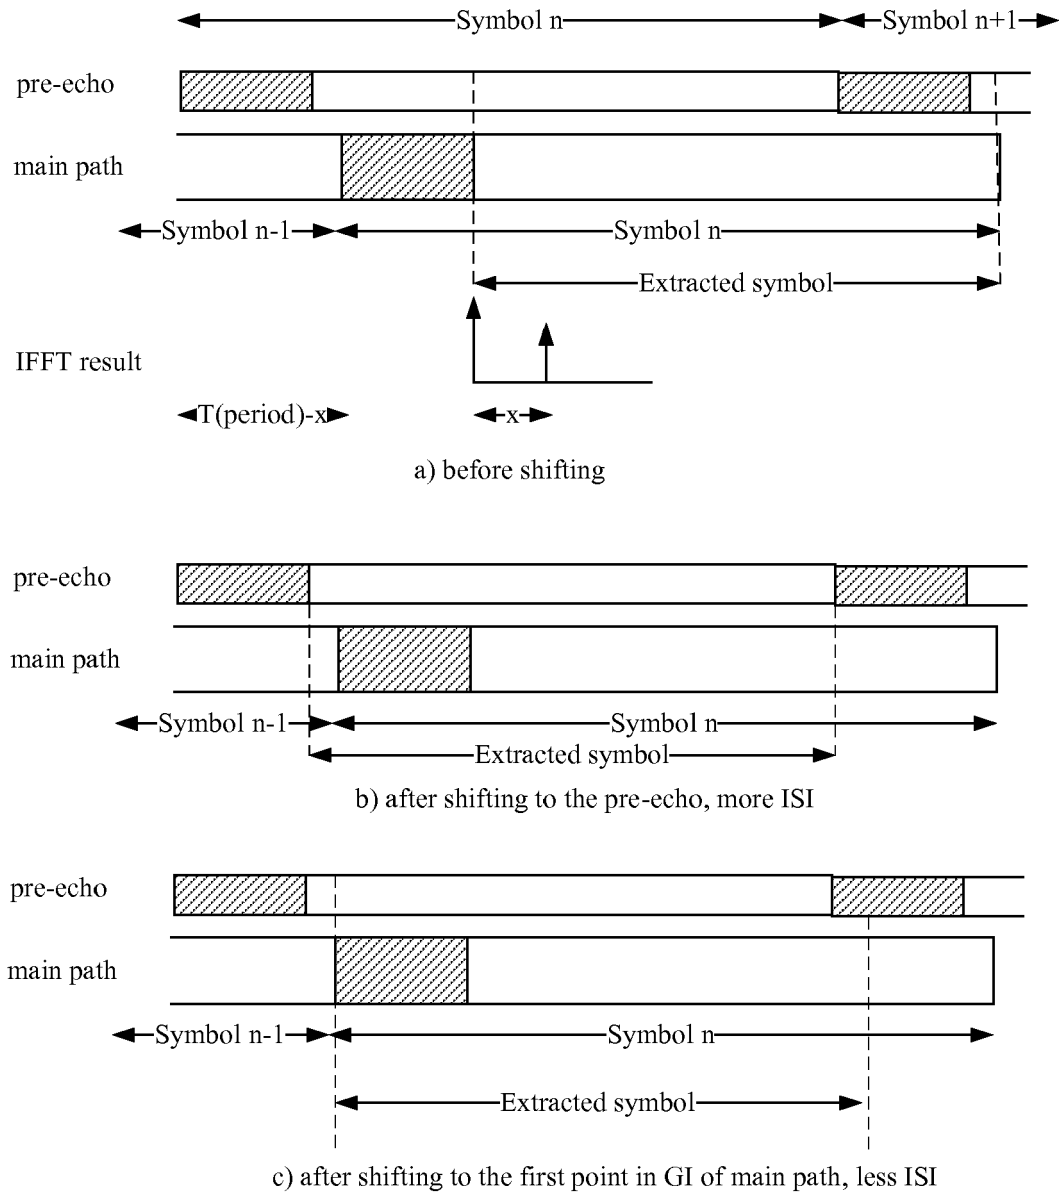 Symbol n
Symbol n+1
pre-echo
main path
Symbol n-1
Symbol n
Extracted symbol
IFFT result
T(period)-x
x
a) before shifting
pre-echo
main path
Symbol n-1
Symbol n
Extracted symbol
b) after shifting to the pre-echo, more ISI
pre-echo
main path
Symbol n-1
Symbol n
Extracted symbol
c) after shifting to the first point in GI of main path, less ISI